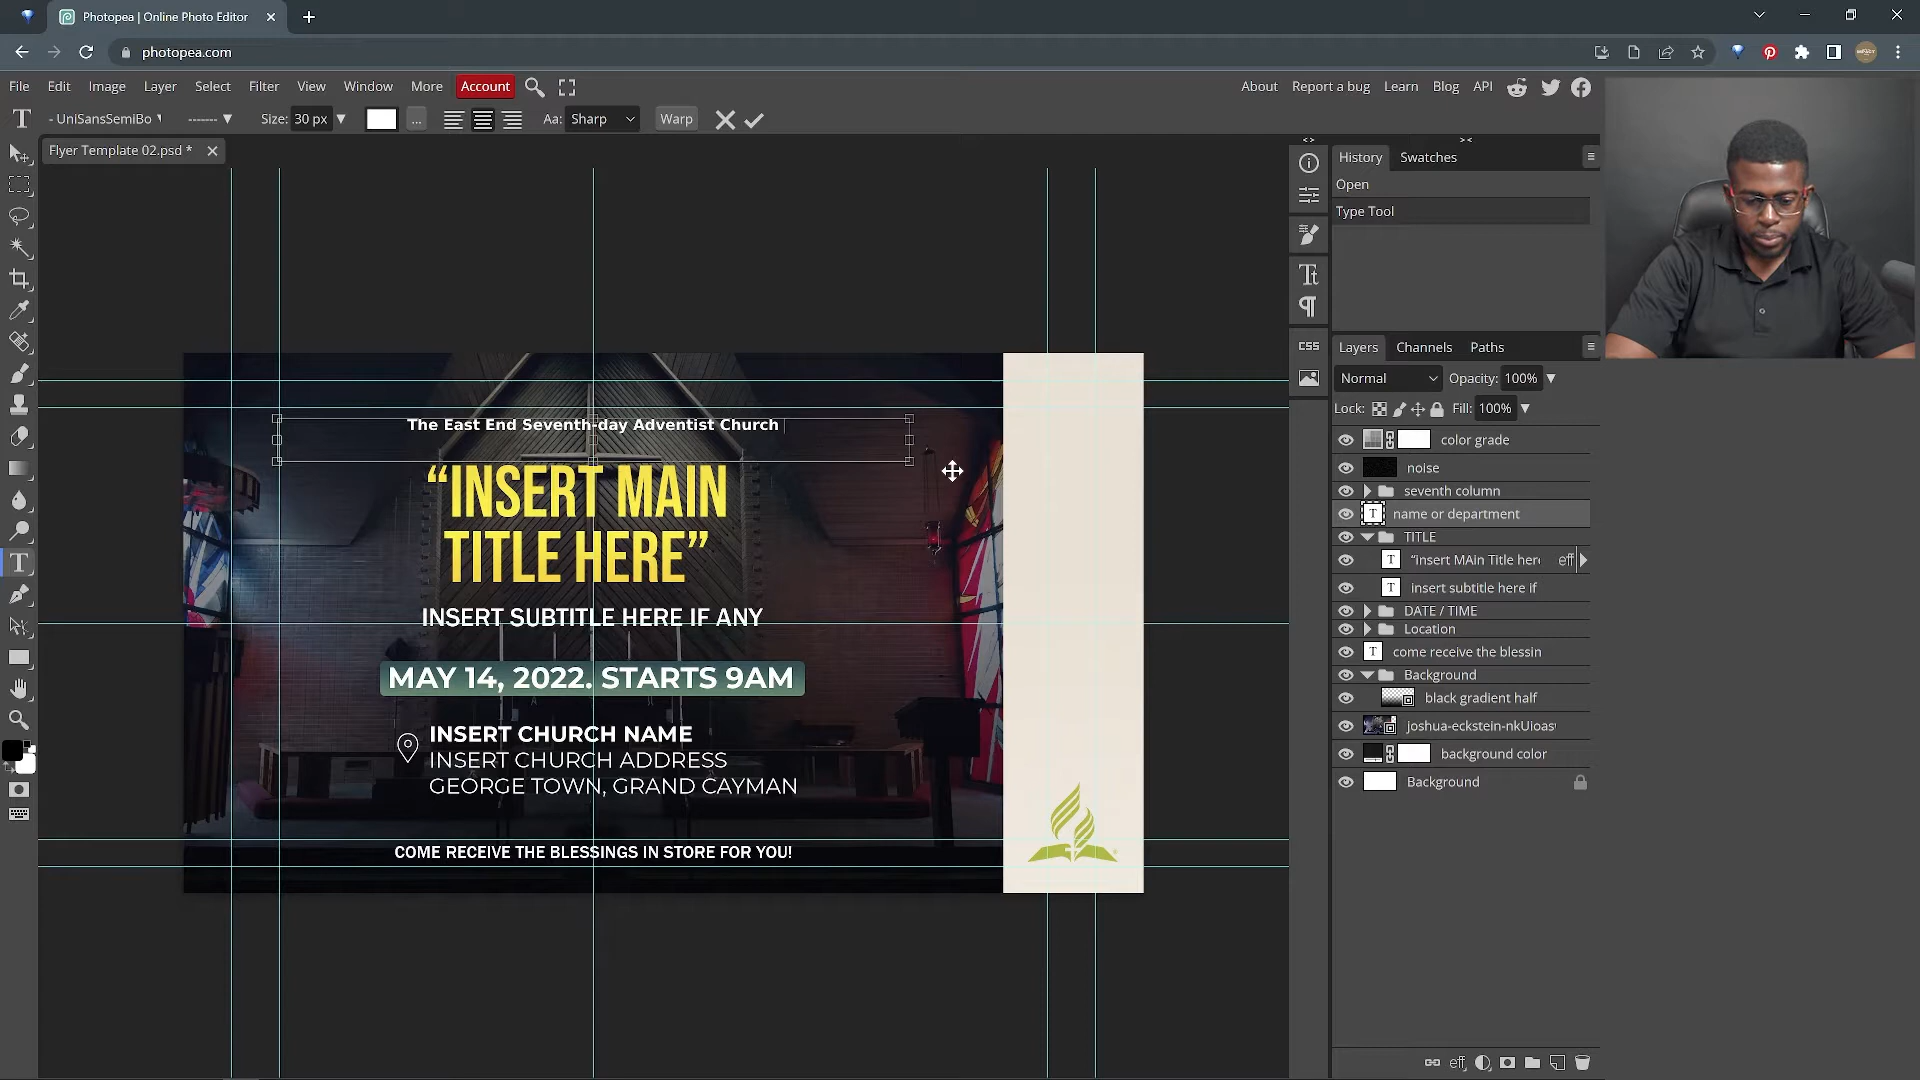 Photopea | Online Photo Editor
photopea.com
File Edit Image Layer Select Filter View Window More Account
About Report a bug Learn Blog API
- UniSansSemiBo Size: 30 px ... Aa: Sharp Warp
Flyer Template 02.psd *
The East End Seventh-day Adventist Church
“INSERT MAIN
TITLE HERE”
INSERT SUBTITLE HERE IF ANY
MAY 14, 2022. STARTS 9AM
INSERT CHURCH NAME
INSERT CHURCH ADDRESS
GEORGE TOWN, GRAND CAYMAN
COME RECEIVE THE BLESSINGS IN STORE FOR YOU!
CSS
History Swatches
Open
Type Tool
Layers Channels Paths
Normal Opacity: 100%
Lock: Fill: 100%
color grade
noise
seventh column
name or department
TITLE
“Insert MAin Title here eff
insert subtitle here if
DATE / TIME
Location
come receive the blessin
Background
black gradient half
joshua-eckstein-nkUioas
background color
Background
eff